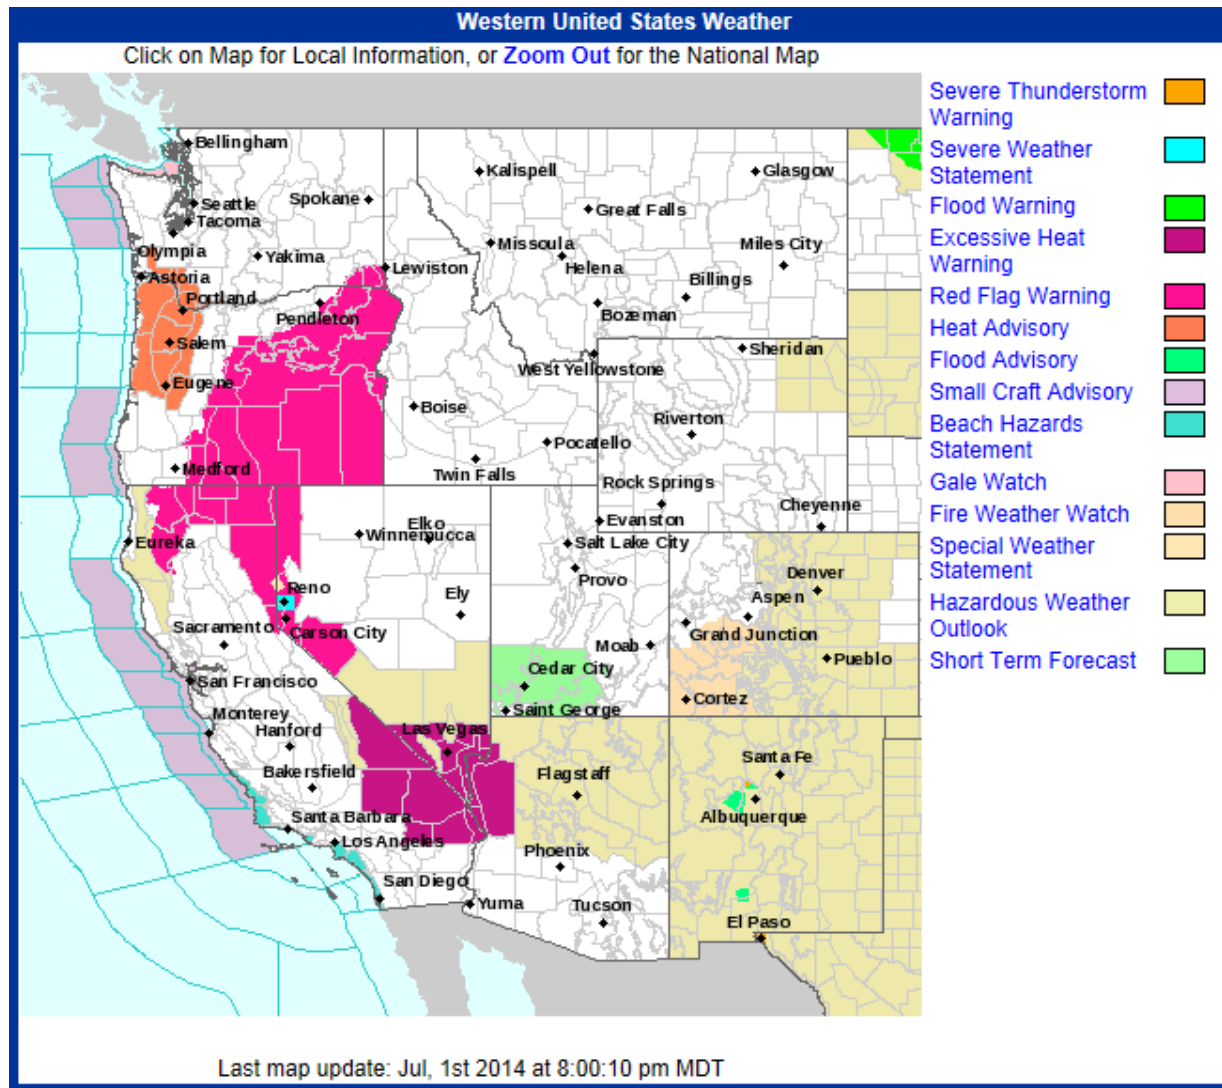 Western United States Weather
Click on Map for Local Information, or Zoom Out for the National Map
Bellingham
Kalispell
Glasgow
Seattle
Spokane
Great Falls
Tacoma
Olympia
Yakima
Missoula
Miles City
Lewiston
Helena
Astoria
Billings
Portland
Pendleton
Bozeman
Salem
Sheridan
West Yellowstone
Eugene
Boise
Riverton
Pocatello
Medford
Twin Falls
Rock Springs
Cheyenne
Elko
Evanston
Winnemucca
Eureka
Salt Lake City
Provo
Denver
Reno
Ely
Aspen
Sacramento
Carson City
Grand Junction
Moab
Pueblo
Cedar City
San Francisco
Cortez
Saint George
Monterey
Hanford
Las Vegas
Santa Fe
Bakersfield
Flagstaff
Santa Barbara
Albuquerque
Los Angeles
Phoenix
San Diego
Yuma
Tucson
El Paso
Severe Thunderstorm
Warning
Severe Weather
Statement
Flood Warning
Excessive Heat
Warning
Red Flag Warning
Heat Advisory
Flood Advisory
Small Craft Advisory
Beach Hazards
Statement
Gale Watch
Fire Weather Watch
Special Weather
Statement
Hazardous Weather
Outlook
Short Term Forecast
Last map update: Jul, 1st 2014 at 8:00:10 pm MDT